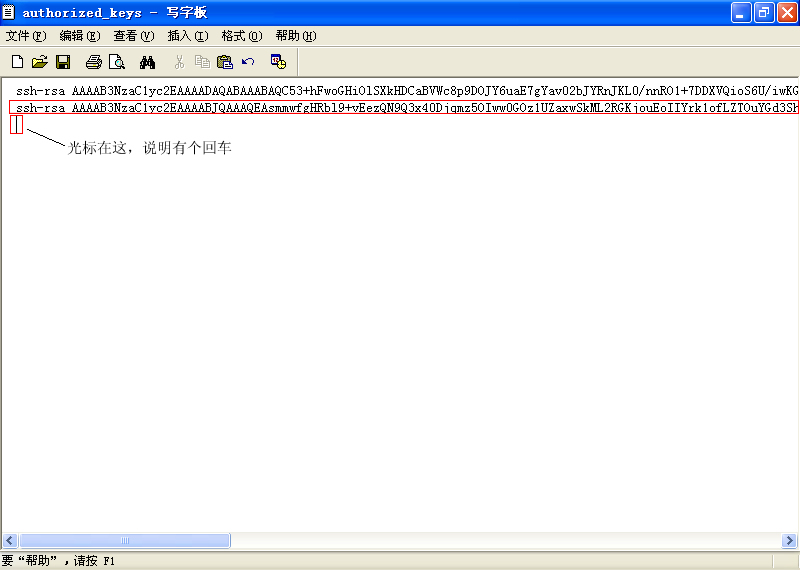 authorized_keys - 写字板
文件(F) 编辑(E) 查看(V) 插入(I) 格式(O) 帮助(H)
ssh-rsa AAAAB3NzaC1yc2EAAAADAQABAAABAQC53+hFwoGHiOlSXkHDCaBVWc8p9DOJY6uaE7gYav02bJYRnJKL0/nnRO1+7DDXVQioS6U/iwKG
ssh-rsa AAAAB3NzaC1yc2EAAAABJQAAAQEAsmmwfgHRbl9+vEezQN9Q3x40Djqmz5OIww0GOz1UZaxwSkML2RGKjouEoIIYrk1ofLZTOuYGd3Sh
光标在这，说明有个回车
要“帮助”，请按 F1